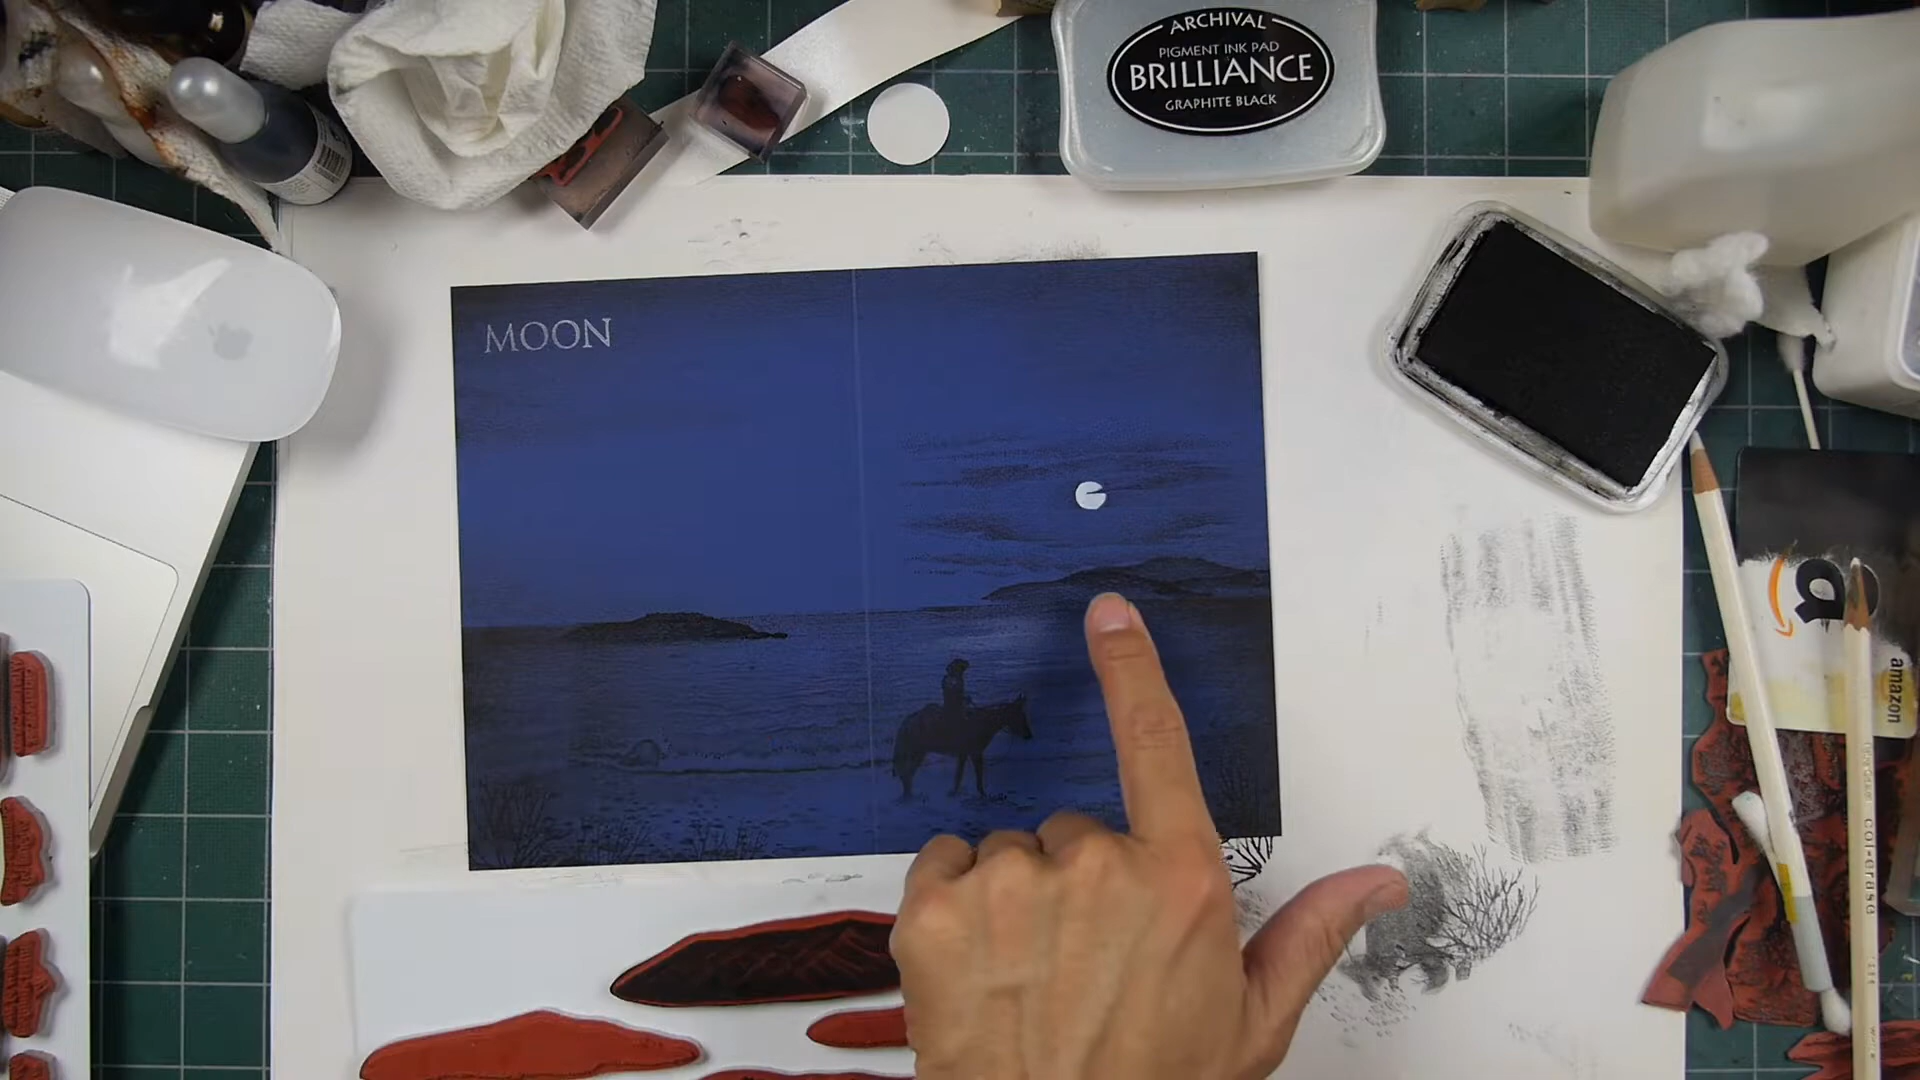 ARCHIVAL
PIGMENT INK PAD
BRILLIANCE
GRAPHITE BLACK
MOON
a
amazon
COL-ERASE